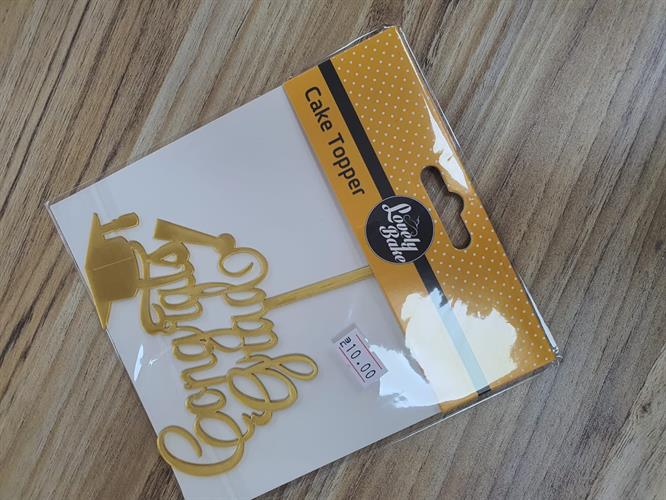 Cake Topper
Lovely
Bake
10.00
Congrats
Grad